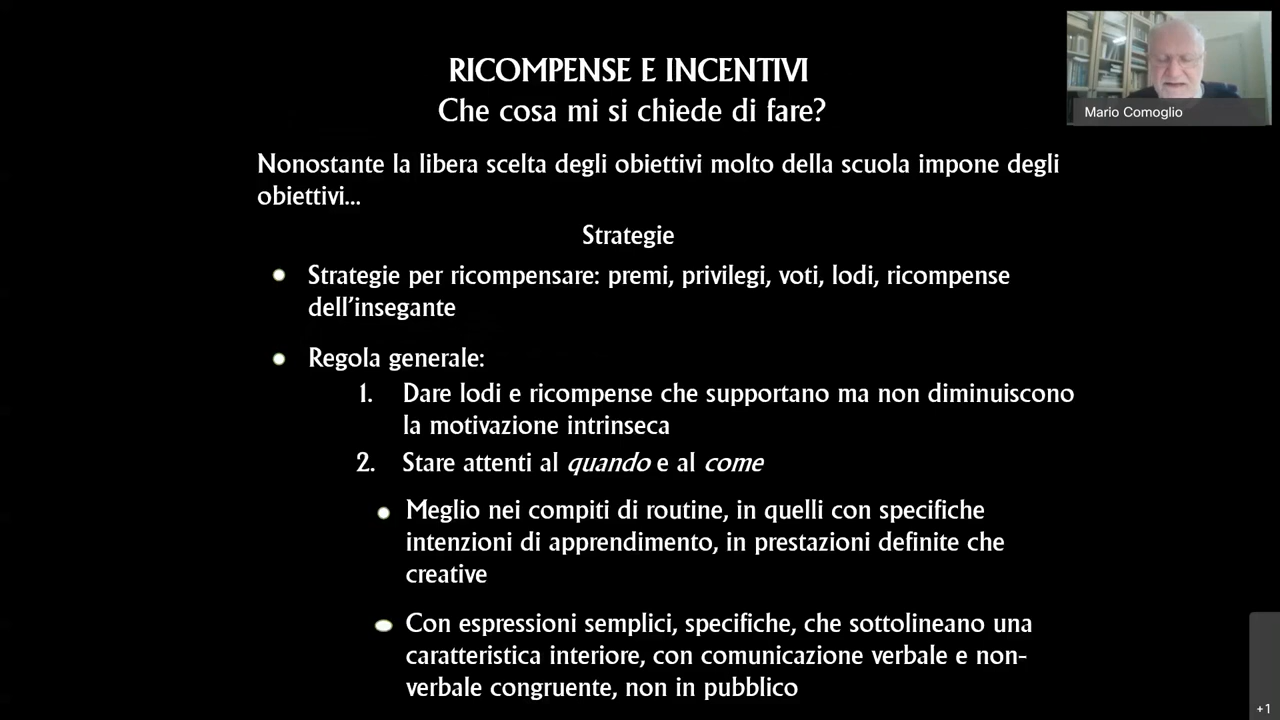 RICOMPENSE E INCENTIVI
Che cosa mi si chiede di fare?
Mario Comoglio
Nonostante la libera scelta degli obiettivi molto della scuola impone degli
obiettivi...
Strategie
Strategie per ricompensare: premi, privilegi, voti, lodi, ricompense
dell'insegante
Regola generale:
1. Dare lodi e ricompense che supportano ma non diminuiscono
la motivazione intrinseca
2. Stare attenti al quando e al come
Meglio nei compiti di routine, in quelli con specifiche
intenzioni di apprendimento, in prestazioni definite che
creative
Con espressioni semplici, specifiche, che sottolineano una
caratteristica interiore, con comunicazione verbale e non-
verbale congruente, non in pubblico
+1